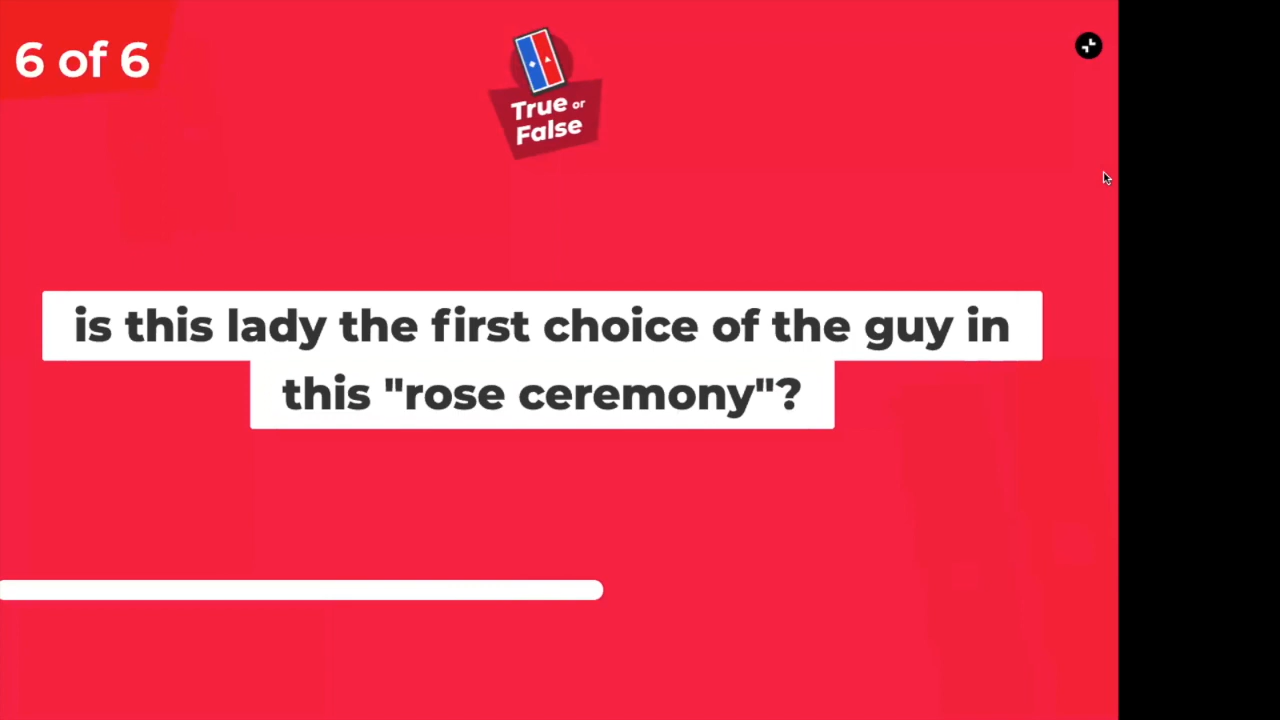 6 of 6
True or
False
is this lady the first choice of the guy in
this "rose ceremony"?